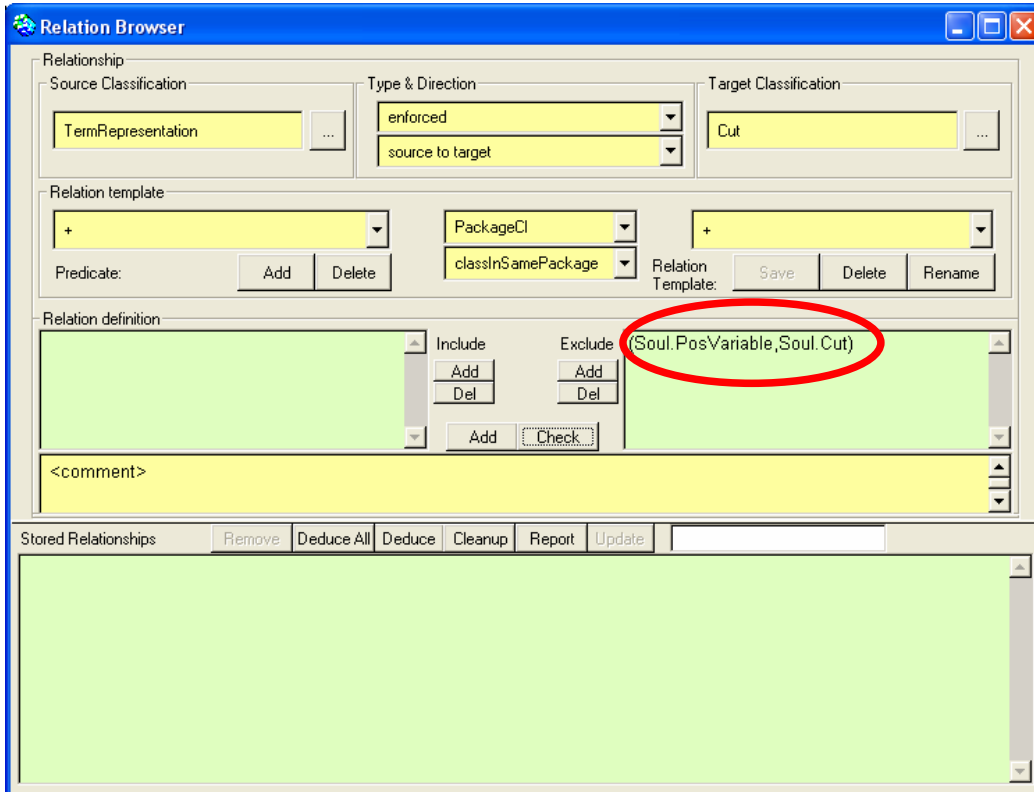 Relation Browser
Relationship
Source Classification
Type & Direction
Target Classification
TermRepresentation
...
enforced
source to target
Cut
...
Relation template
+
PackageCl
+
classInSamePackage
Predicate:
Add
Delete
Relation
Template:
Save
Delete
Rename
Relation definition
Include
Exclude
(Soul.PosVariable,Soul.Cut)
Add
Add
Del
Del
Add
Check
<comment>
Stored Relationships
Remove
Deduce All
Deduce
Cleanup
Report
Update